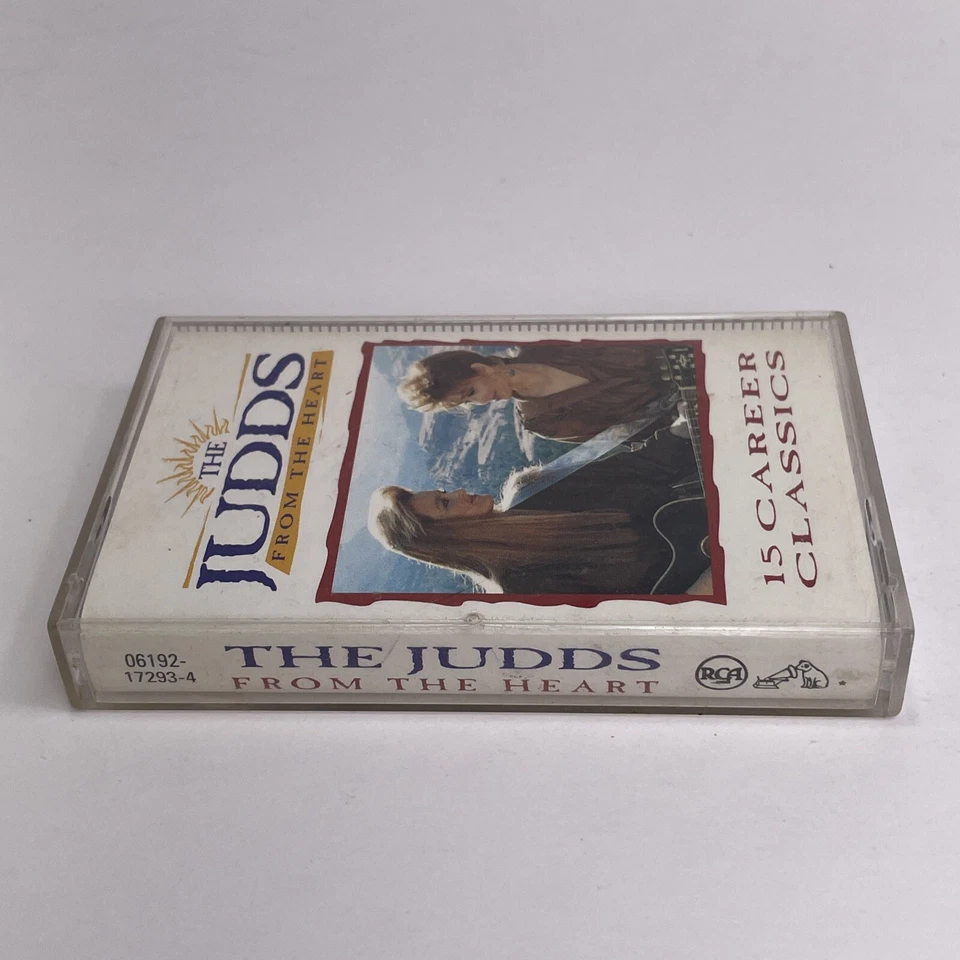 THE
JUDDS
FROM THE HEART
15 CAREER
CLASSICS
06192-
17293-4
THE JUDDS
FROM THE HEART
RCA